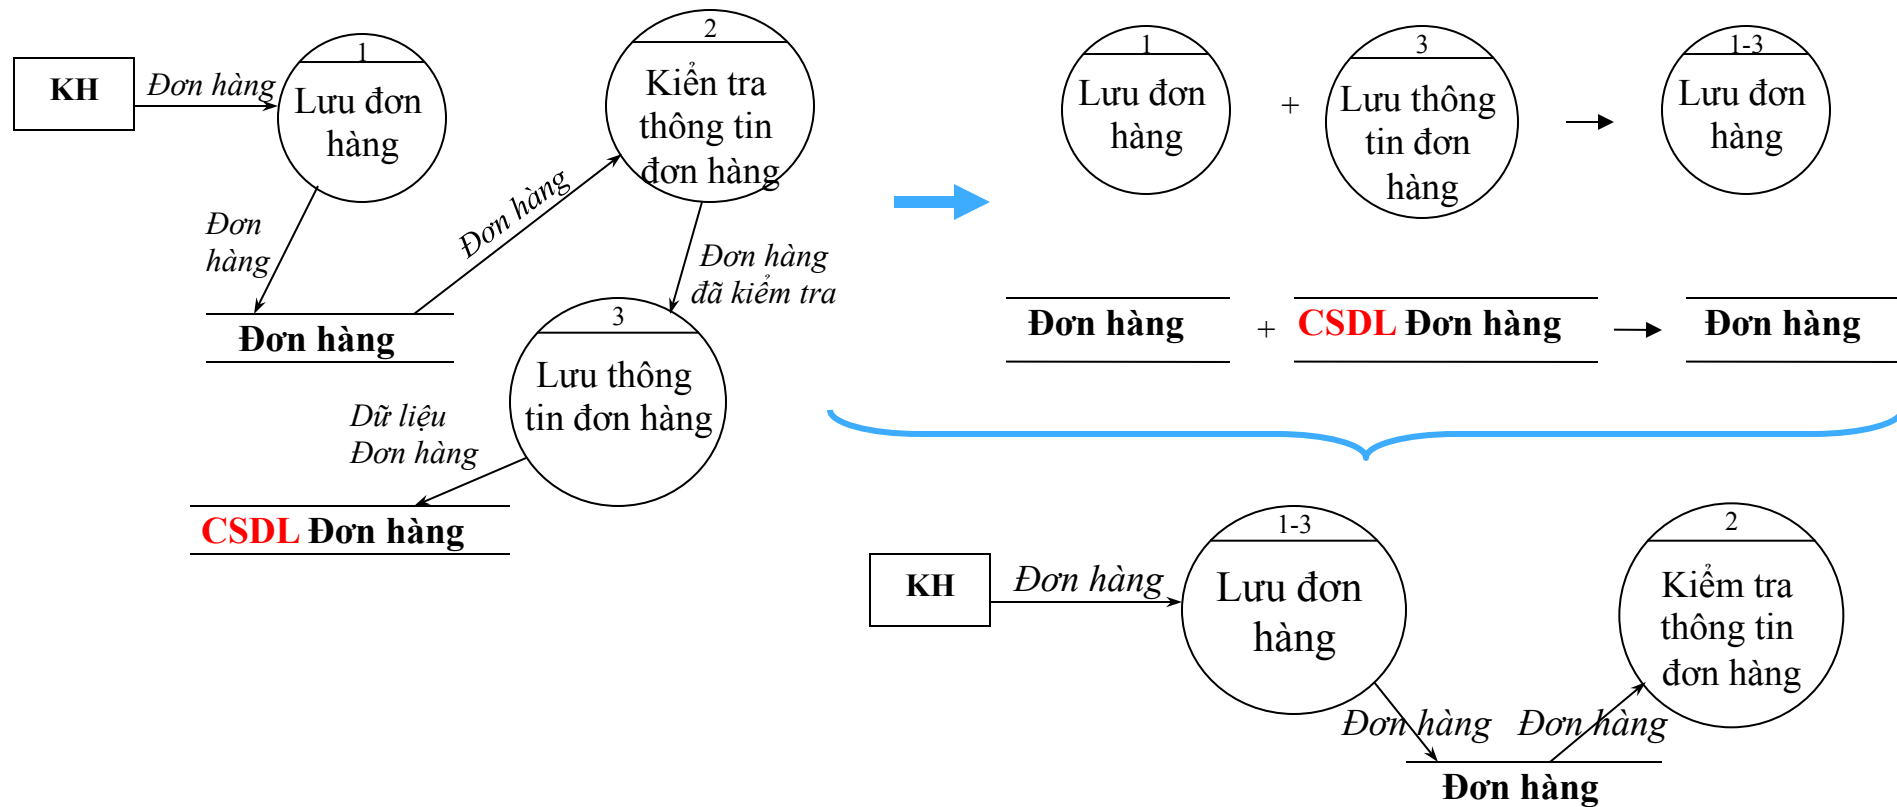 KH
Đơn hàng
1
Lưu đơn
hàng
2
Kiển tra
thông tin
đơn hàng
Đơn
hàng
Đơn hàng
Đơn hàng
đã kiểm tra
Đơn hàng
3
Lưu thông
tin đơn hàng
Dữ liệu
Đơn hàng
CSDL Đơn hàng
1
Lưu đơn
hàng
+
3
Lưu thông
tin đơn
hàng
1-3
Lưu đơn
hàng
Đơn hàng
+
CSDL Đơn hàng
Đơn hàng
KH
Đơn hàng
1-3
Lưu đơn
hàng
2
Kiểm tra
thông tin
đơn hàng
Đơn hàng
Đơn hàng
Đơn hàng